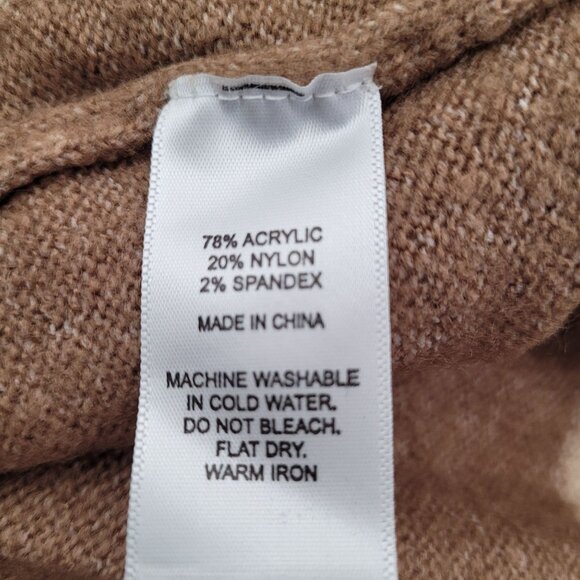 78% ACRYLIC
20% NYLON
2% SPANDEX
MADE IN CHINA
MACHINE WASHABLE
IN COLD WATER.
DO NOT BLEACH.
FLAT DRY.
WARM IRON